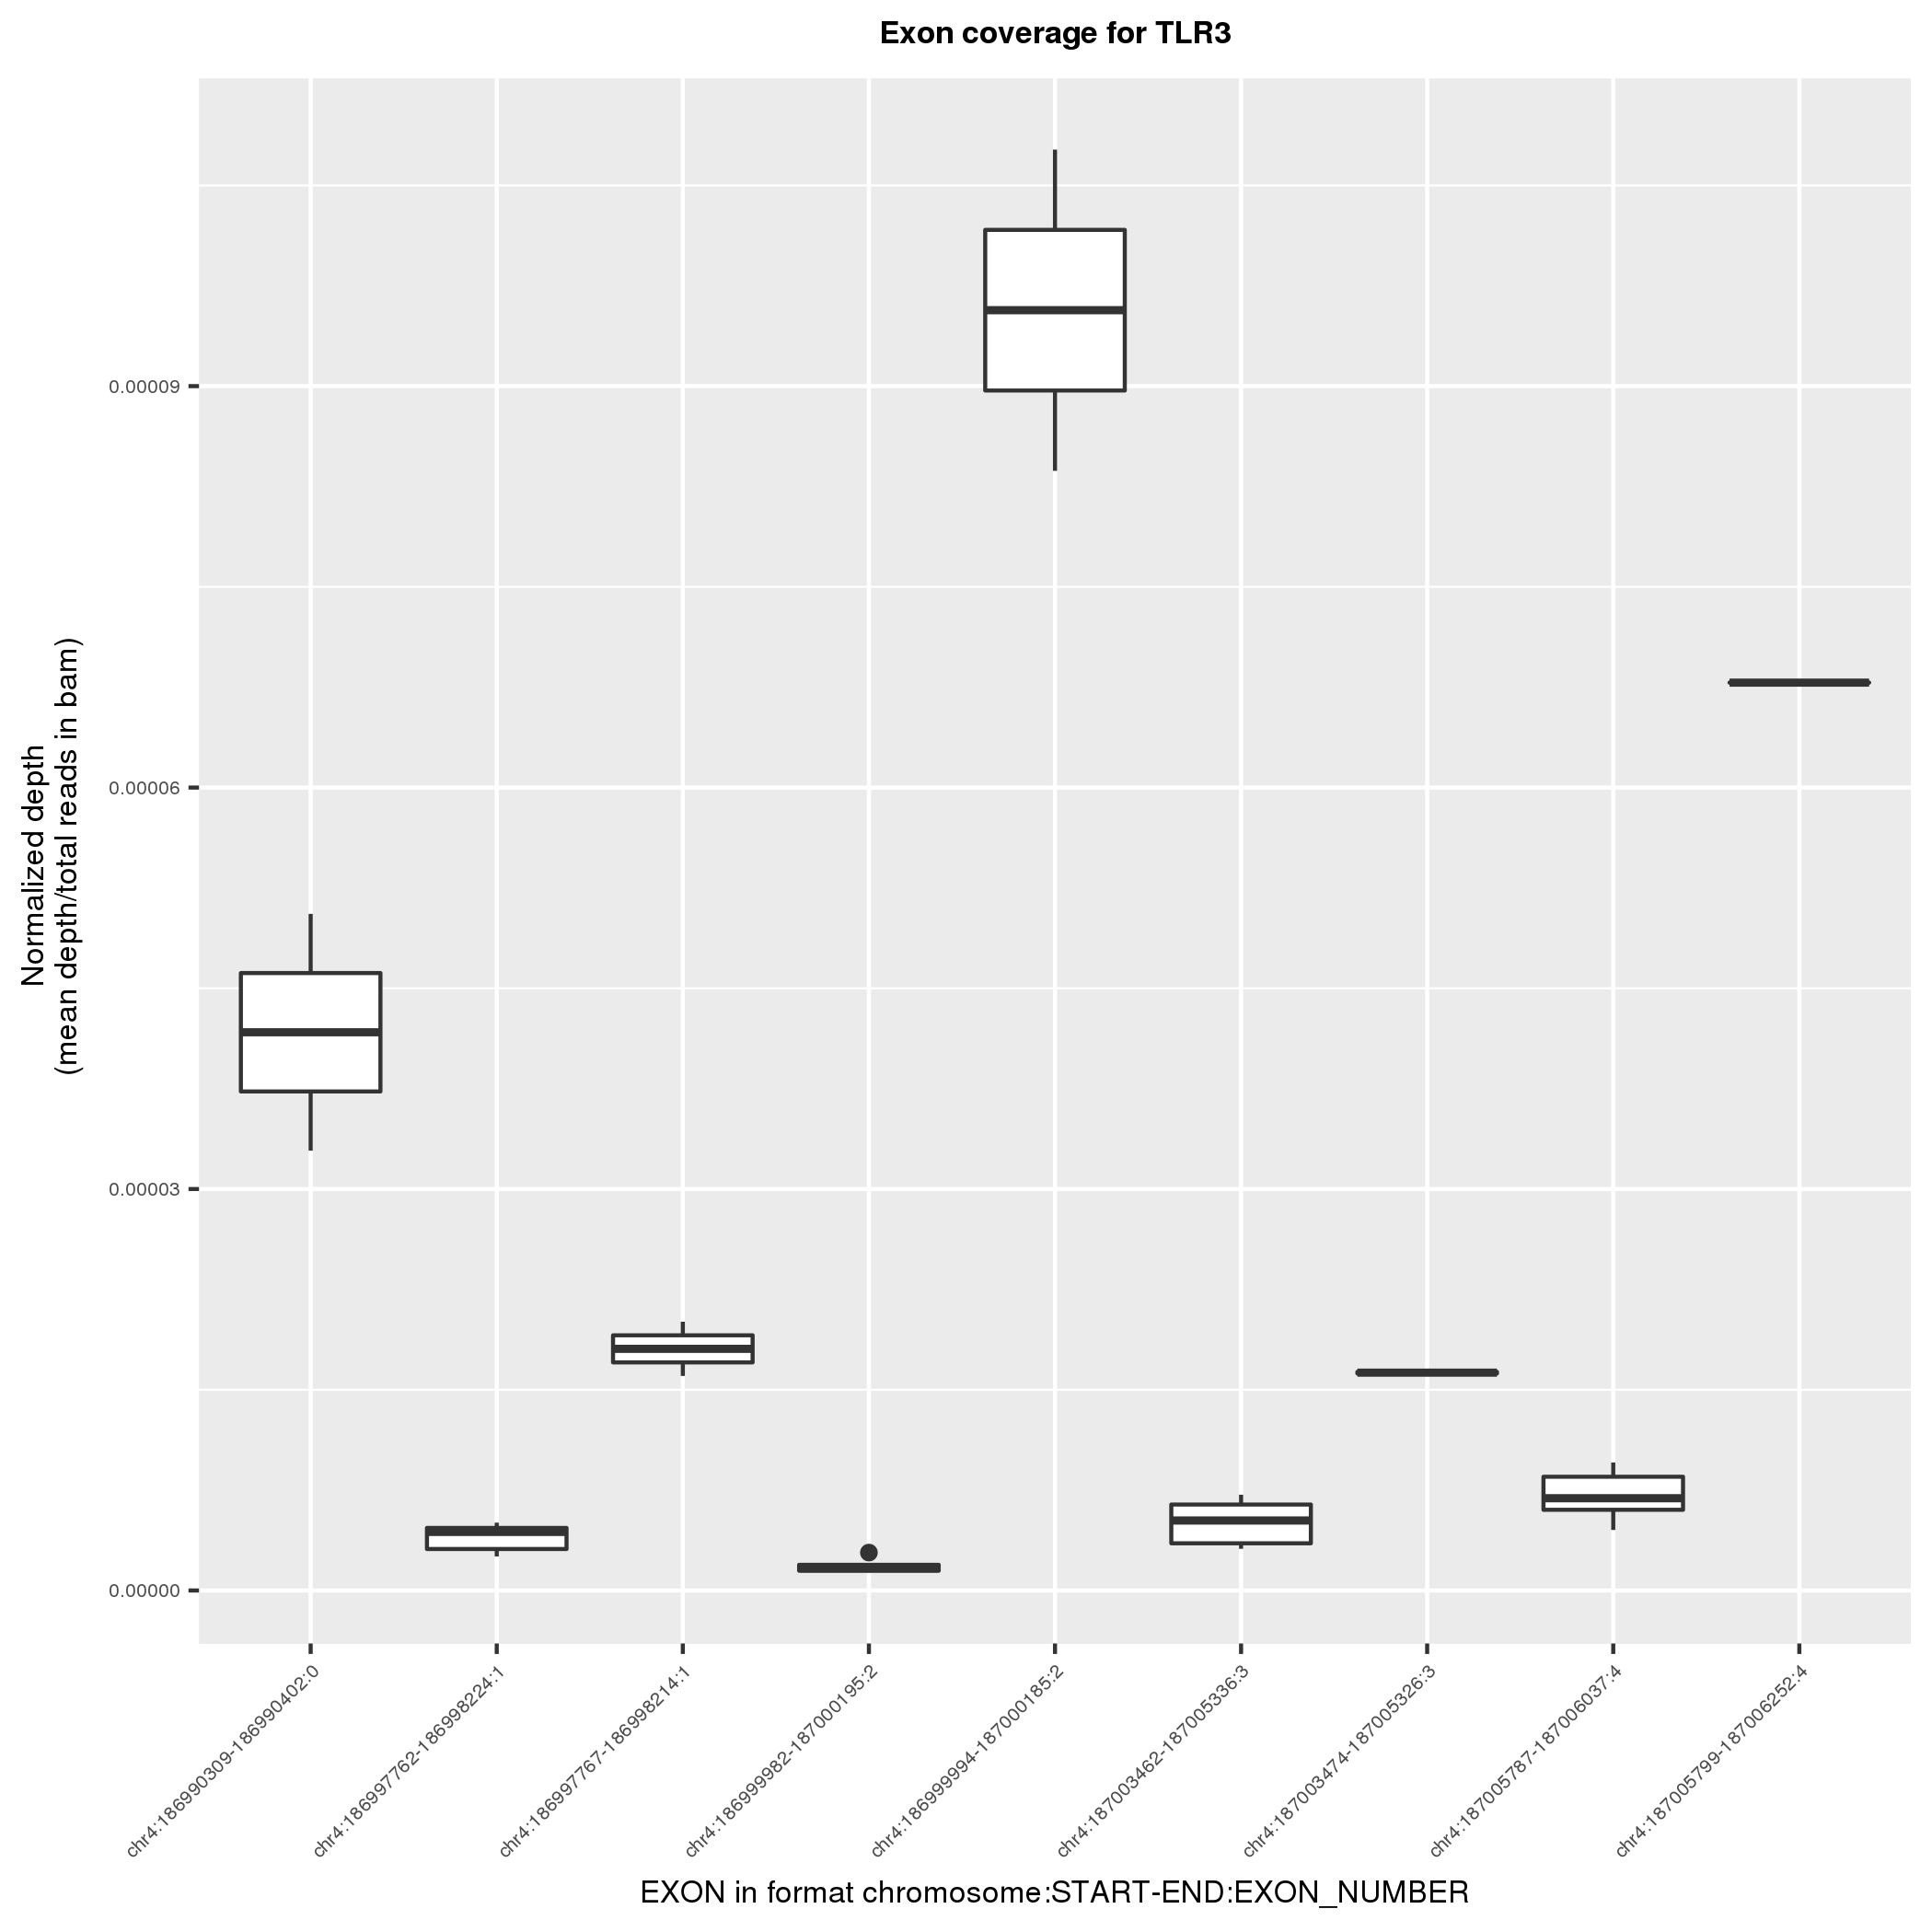 Exon coverage for TLR3
Normalized depth
(mean depth/total reads in bam)
0.00009
0.00006
0.00003
0.00000
chr4:186990309-186990402:0
chr4:186997762-186998224:1
chr4:186997767-186998214:1
chr4:186999982-187000195:2
chr4:186999994-187000185:2
chr4:187003462-187005336:3
chr4:187003474-187005326:3
chr4:187005787-187006037:4
chr4:187005799-187006252:4
EXON in format chromosome:START-END:EXON_NUMBER